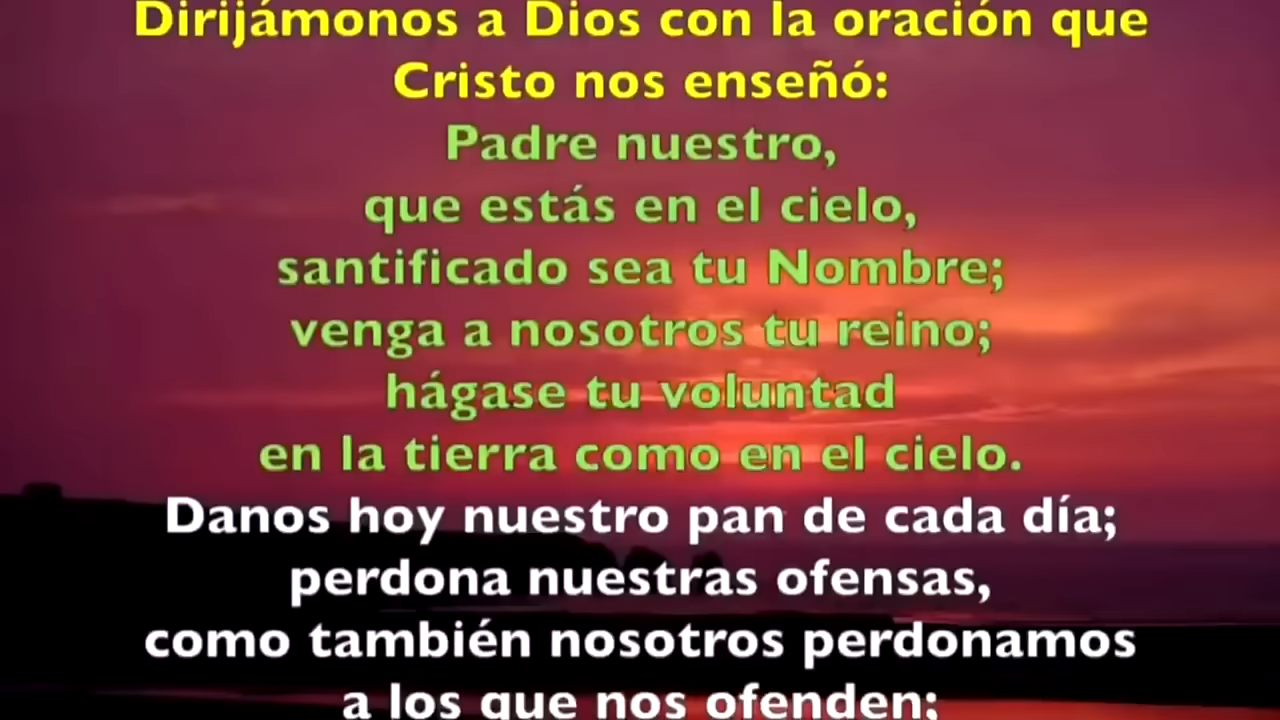 Dirijámonos a Dios con la oración que
Cristo nos enseñó:
Padre nuestro,
que estás en el cielo,
santificado sea tu Nombre;
venga a nosotros tu reino;
hágase tu voluntad
en la tierra como en el cielo.
Danos hoy nuestro pan de cada día;
perdona nuestras ofensas,
como también nosotros perdonamos
a los que nos ofenden;